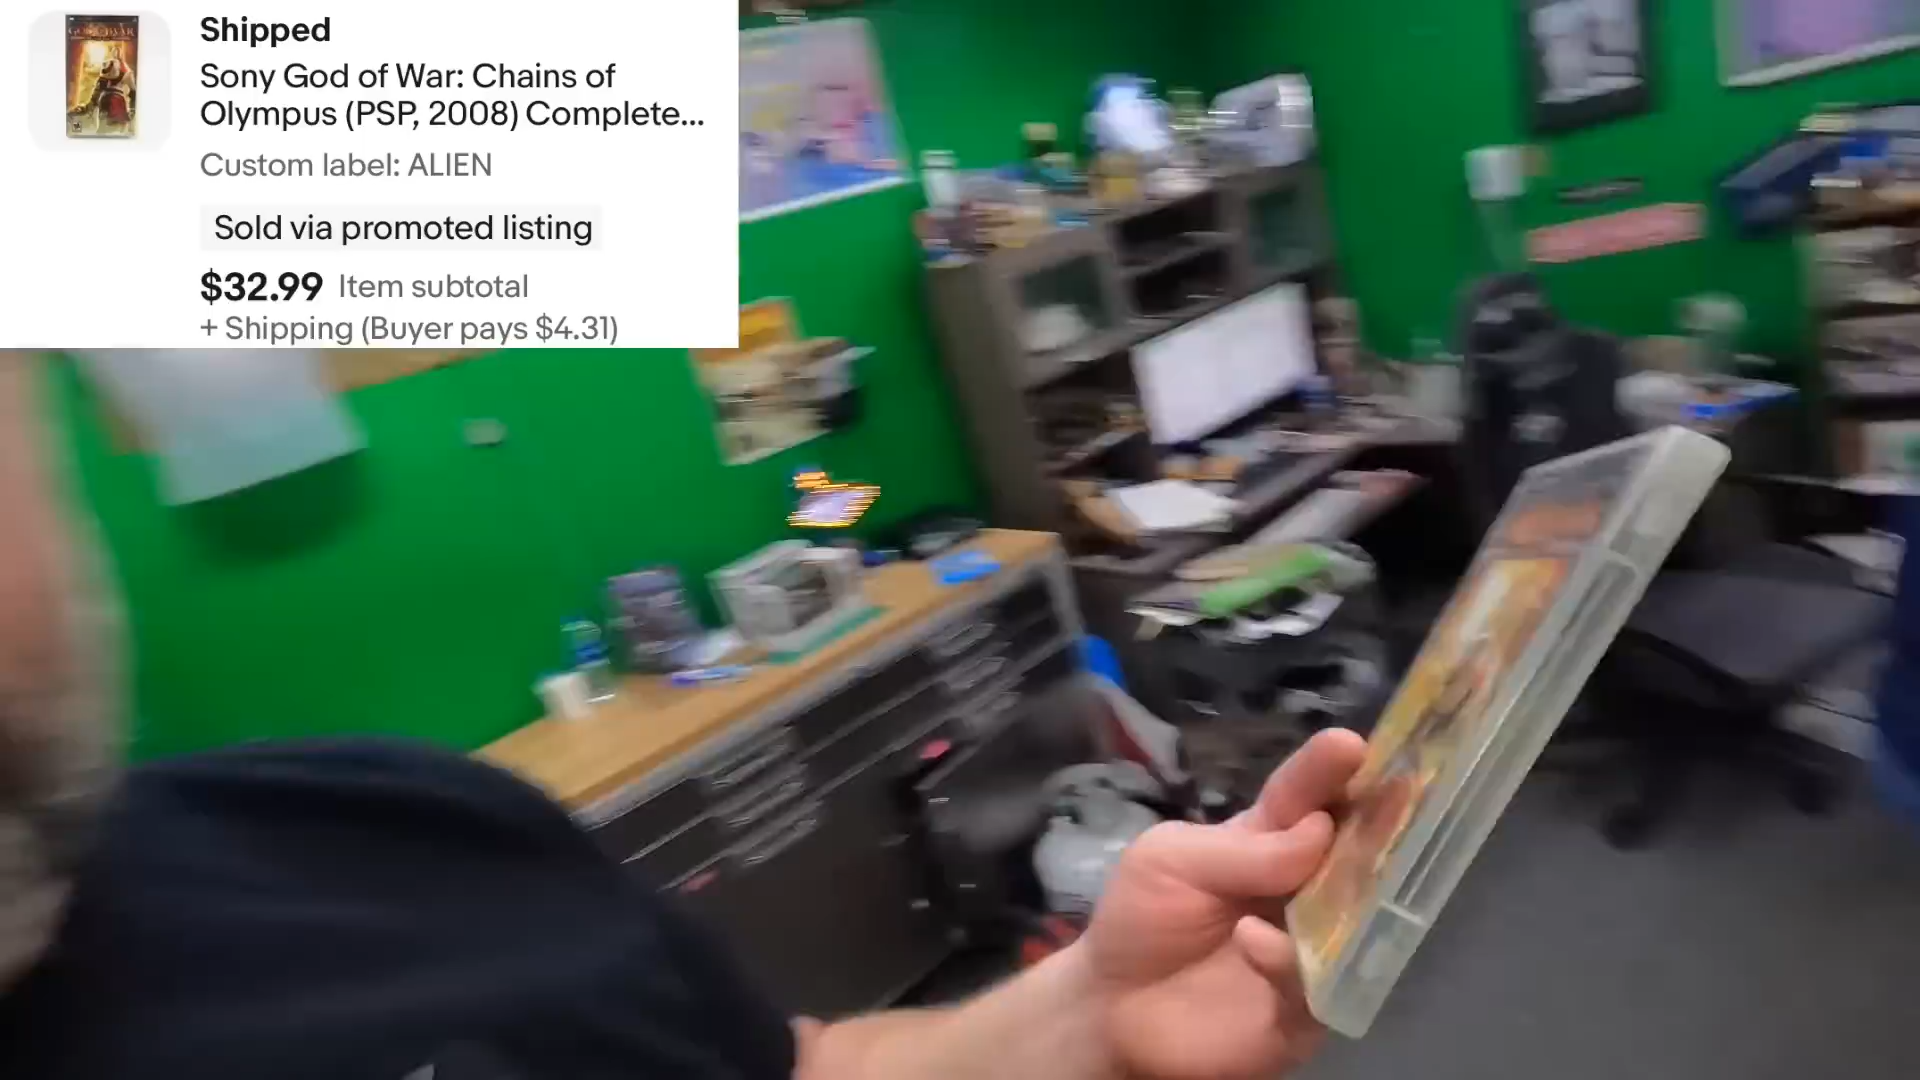 Shipped
Sony God of War: Chains of
Olympus (PSP, 2008) Complete...
Custom label: ALIEN
Sold via promoted listing
$32.99 Item subtotal
+ Shipping (Buyer pays $4.31)